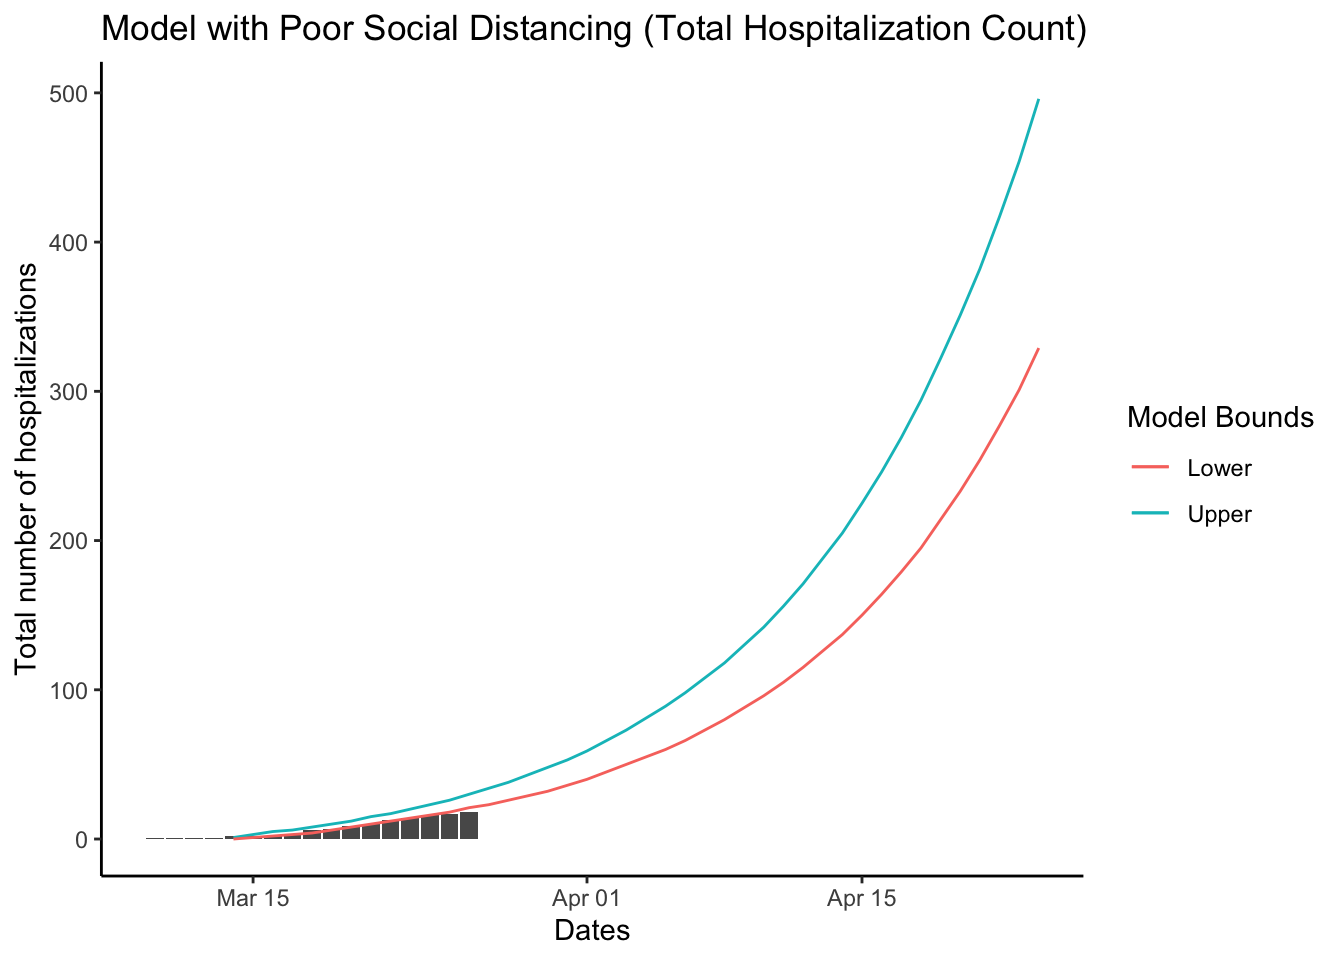 Model with Poor Social Distancing (Total Hospitalization Count)
Total number of hospitalizations
500
400
300
200
100
0
Mar 15
Apr 01
Apr 15
Dates
Model Bounds
Lower
Upper